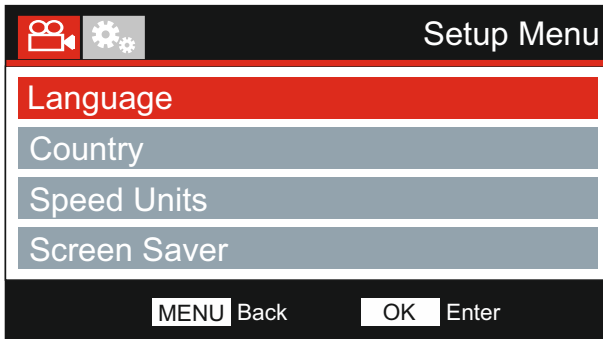 Setup Menu
Language
Country
Speed Units
Screen Saver
MENU Back OK Enter